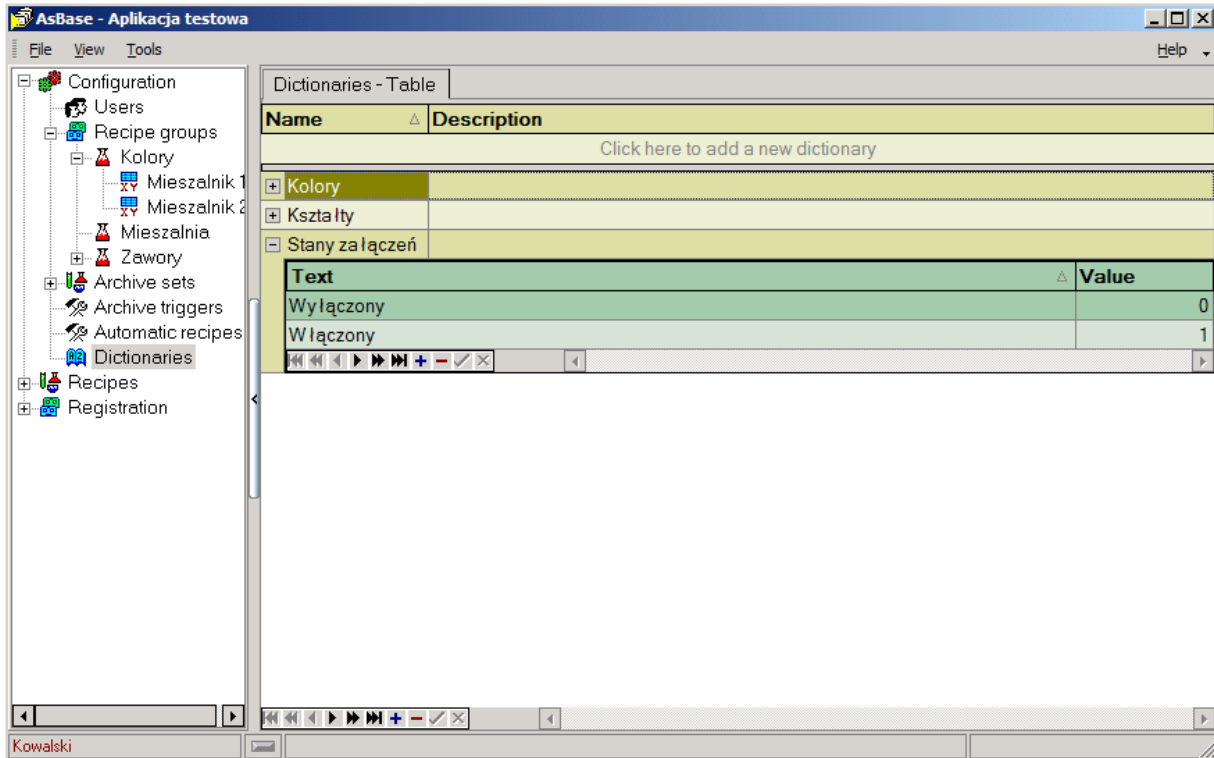 AsBase - Aplikacja testowa
File View Tools Help
Configuration
Users
Recipe groups
Kolory
Mieszalnik 1
Mieszalnik 2
Mieszalnia
Zawory
Archive sets
Archive triggers
Automatic recipes
Dictionaries
Recipes
Registration
Dictionaries - Table
Name Description
Click here to add a new dictionary
Kolory
Kształty
Stany załączeń
Text Value
Wyłączony 0
Włączony 1
Kowalski